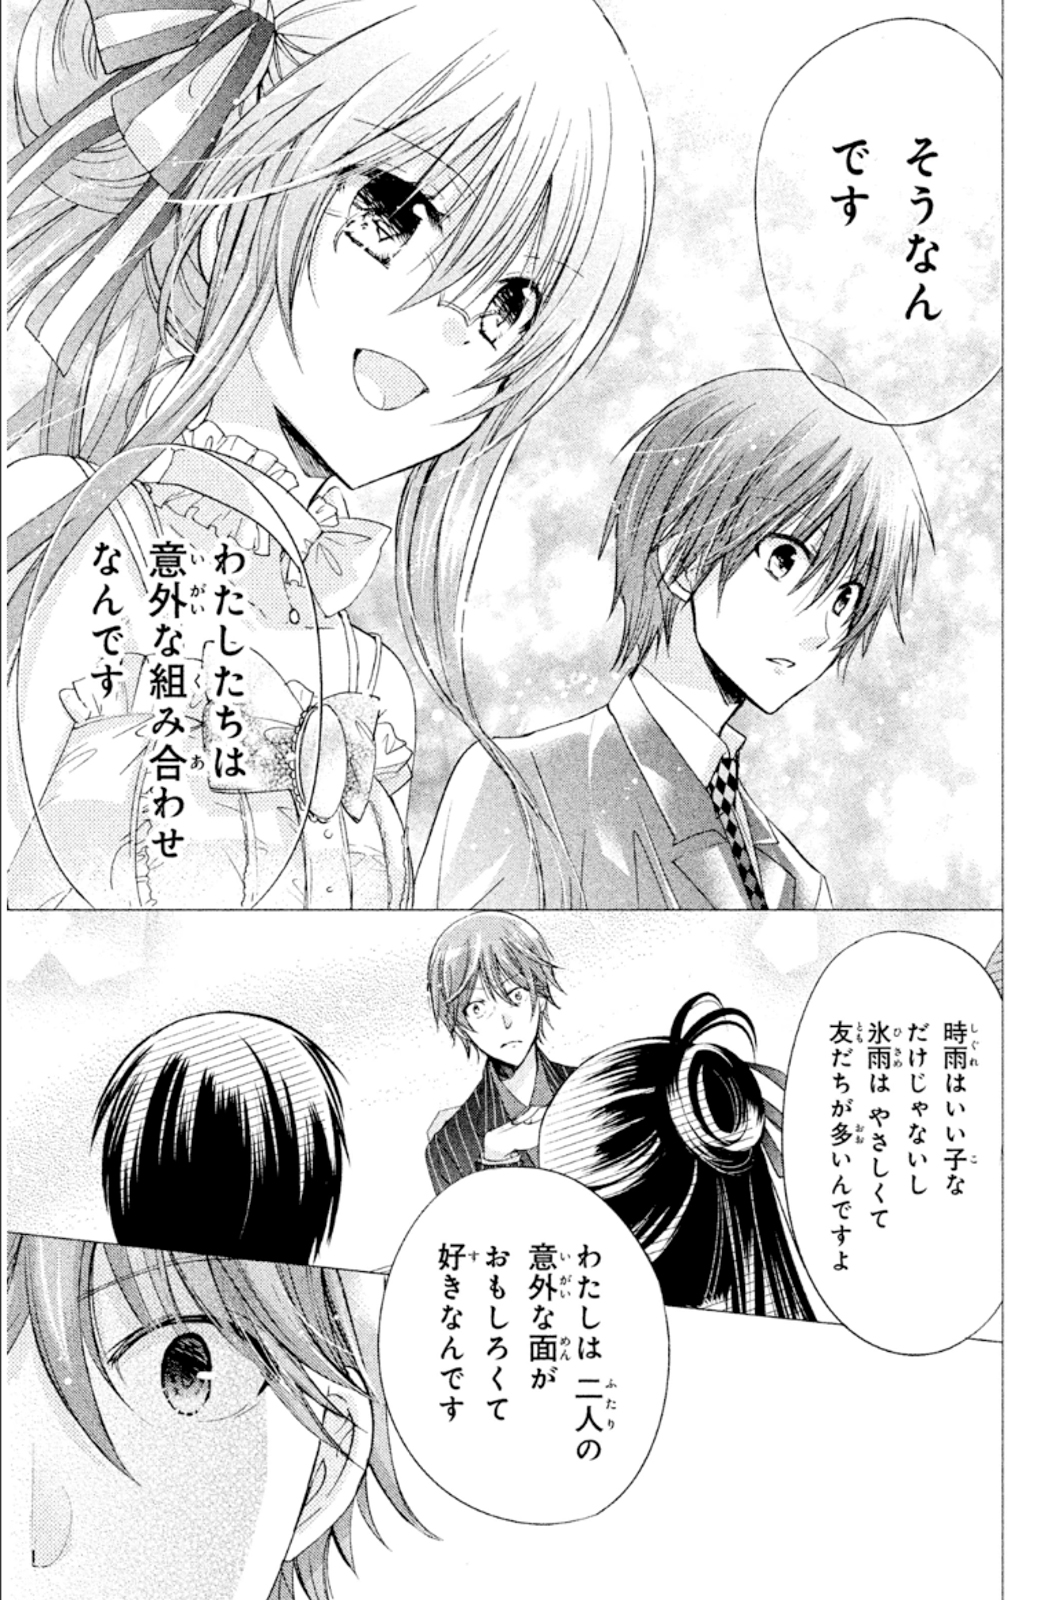 そうなん
です
わたしたちは
意外な組み合わせ
なんです
時雨はいい子な
だけじゃないし
氷雨は やさしくて
友だちが多いんですよ
わたしは 二人の
意外な面が
おもしろくて
好きなんです